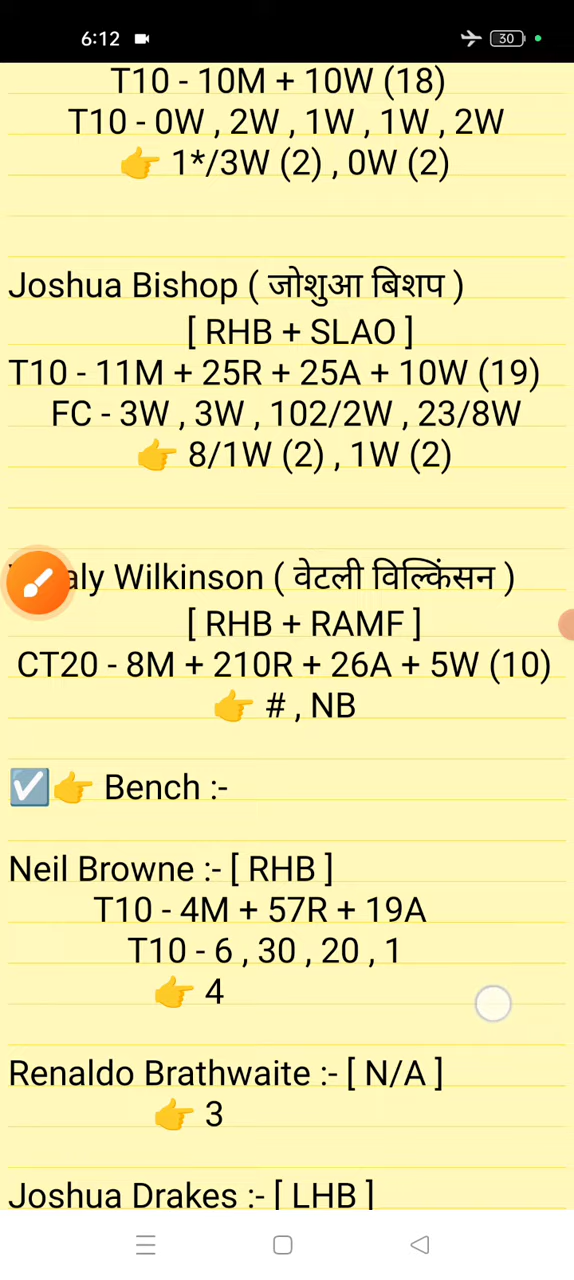 6:12
30
T10 - 10M + 10W (18)
T10 - 0W , 2W , 1W , 1W , 2W
👉 1*/3W (2) , 0W (2)
Joshua Bishop ( जोशुआ बिशप )
[ RHB + SLAO ]
T10 - 11M + 25R + 25A + 10W (19)
FC - 3W , 3W , 102/2W , 23/8W
👉 8/1W (2) , 1W (2)
Wilkinson ( वेटली विल्किंसन )
[ RHB + RAMF ]
CT20 - 8M + 210R + 26A + 5W (10)
👉 # , NB
☑️👉 Bench :-
Neil Browne :- [ RHB ]
T10 - 4M + 57R + 19A
T10 - 6 , 30 , 20 , 1
👉 4
Renaldo Brathwaite :- [ N/A ]
👉 3
Joshua Drakes :- [ LHB ]